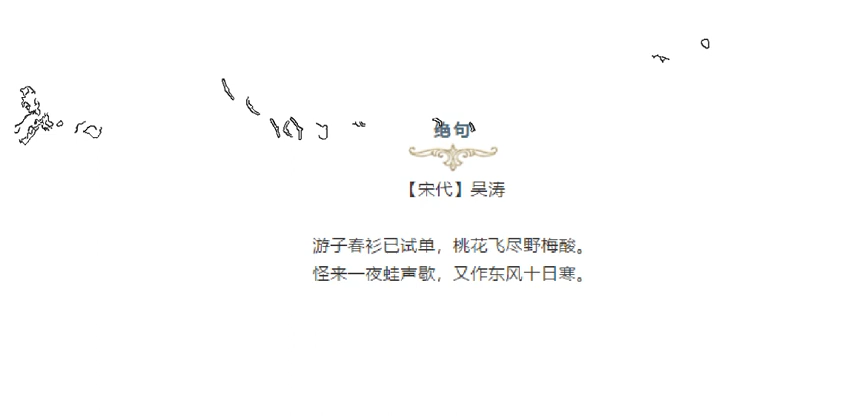 绝句
【宋代】吴涛
游子春衫已试单，桃花飞尽野梅酸。
怪来一夜蛙声歇，又作东风十日寒。